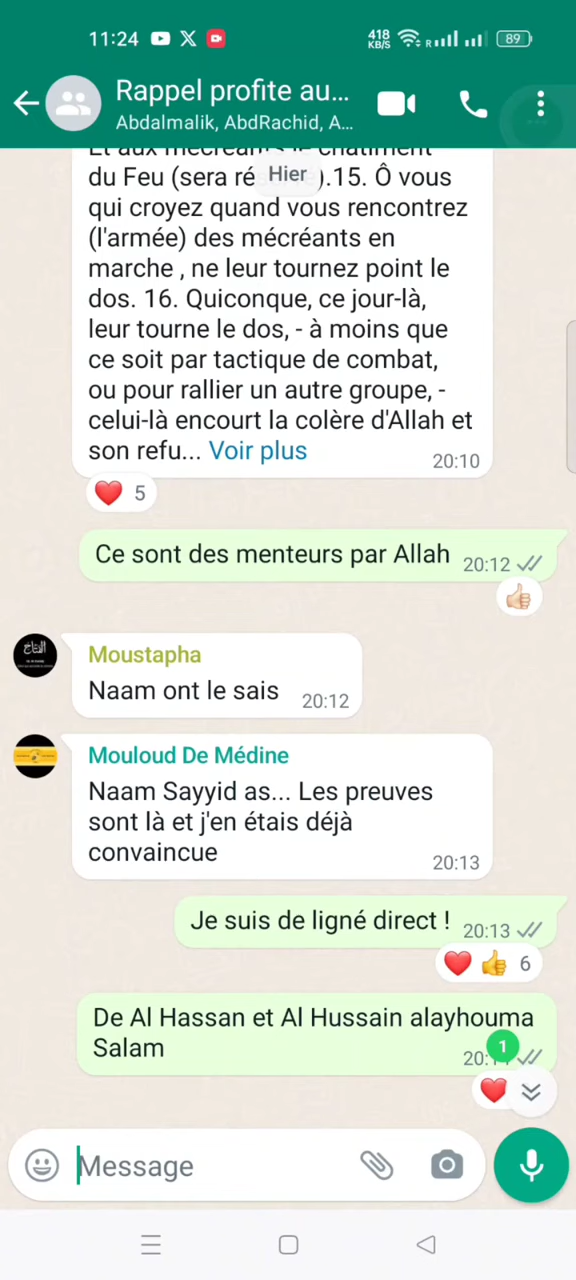 11:24
418
KB/S
R
89
Rappel profite au...
Abdalmalik, AbdRachid, A...
Et aux mécréants le châtiment
Hier
du Feu (sera ré ).15. Ô vous
qui croyez quand vous rencontrez
(l'armée) des mécréants en
marche , ne leur tournez point le
dos. 16. Quiconque, ce jour-là,
leur tourne le dos, - à moins que
ce soit par tactique de combat,
ou pour rallier un autre groupe, -
celui-là encourt la colère d'Allah et
son refu... Voir plus
20:10
5
Ce sont des menteurs par Allah 20:12
Moustapha
Naam ont le sais 20:12
Mouloud De Médine
Naam Sayyid as... Les preuves
sont là et j'en étais déjà
convaincue
20:13
Je suis de ligné direct ! 20:13
6
De Al Hassan et Al Hussain alayhouma
Salam
1
Message